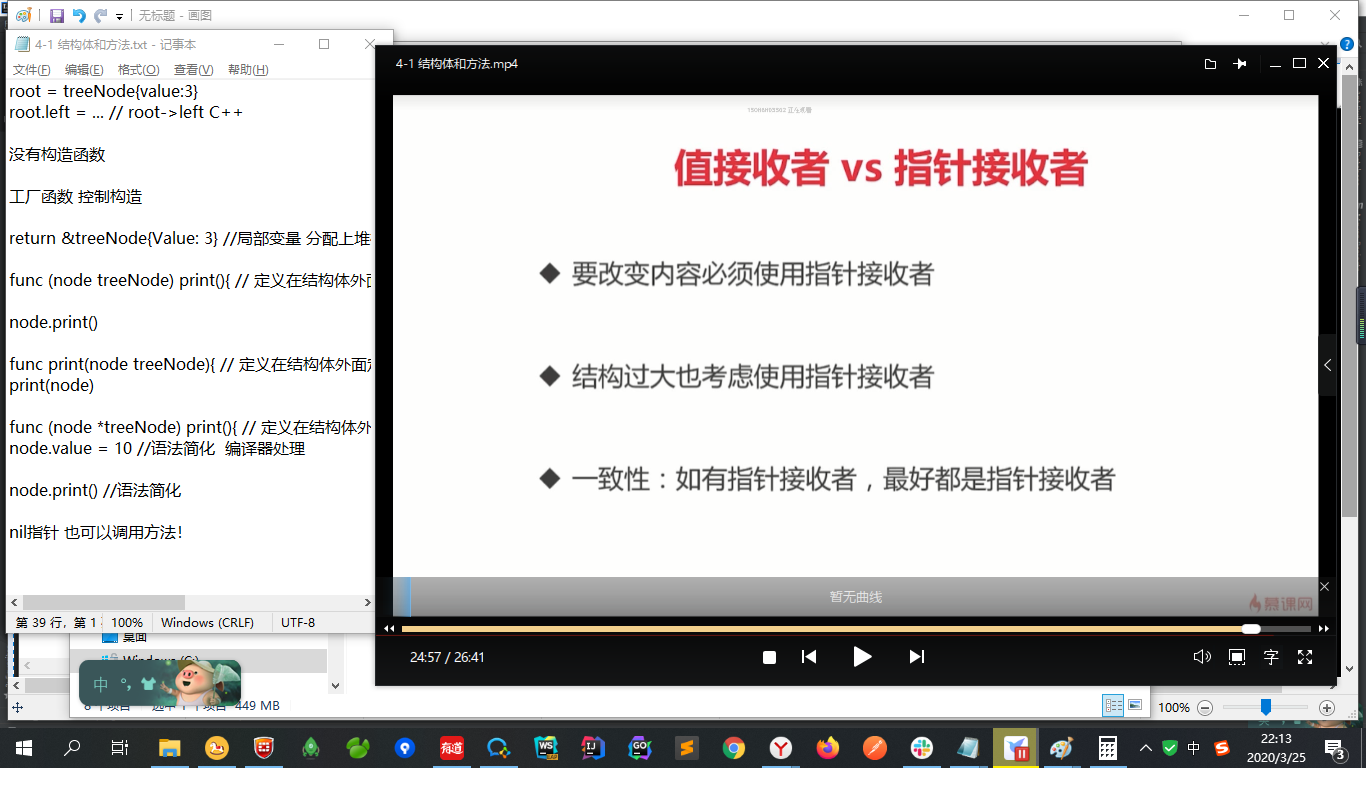 无标题 - 画图
4-1 结构体和方法.txt - 记事本
文件(F) 编辑(E) 格式(O) 查看(V) 帮助(H)
root = treeNode{value:3}
root.left = ... // root->left C++
没有构造函数
工厂函数 控制构造
return &treeNode{Value: 3} //局部变量 分配上堆
func (node treeNode) print(){ // 定义在结构体外面
node.print()
func print(node treeNode){ // 定义在结构体外面
print(node)
func (node *treeNode) print(){ // 定义在结构体外
node.value = 10 //语法简化 编译器处理
node.print() //语法简化
nil指针 也可以调用方法！
第 39 行，第 1 100% Windows (CRLF) UTF-8
4-1 结构体和方法.mp4
正在观看
值接收者 vs 指针接收者
◆ 要改变内容必须使用指针接收者
◆ 结构过大也考虑使用指针接收者
◆ 一致性：如有指针接收者，最好都是指针接收者
暂无曲线
慕课网
24:57 / 26:41
字
桌面
Windows (C:)
中 °,
8 个项目 选中 1 个项目 449 MB
100%
有道
WS
EAP
IJ
GO
中
22:13
2020/3/25
3